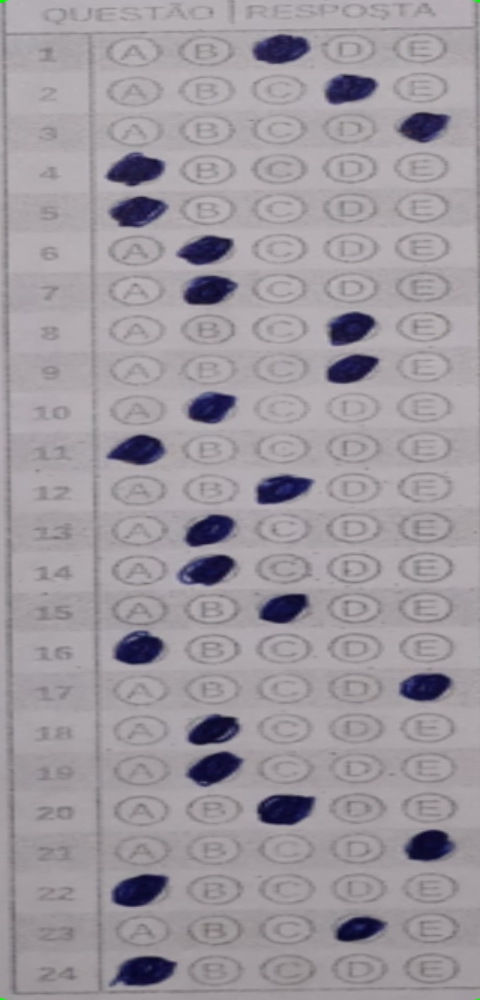 QUESTÃO | RESPOSTA
1 A B D E
2 A B C E
3 A B C D
4 B C D E
5 B C D E
6 A C D E
7 A C D E
8 A B C E
9 A B C E
10 A C D E
11 B C D E
12 A B D E
13 A C D E
14 A C D E
15 A B D E
16 B C D E
17 A B C D
18 A C D E
19 A C D E
20 A B D E
21 A B C D
22 B C D E
23 A B C E
24 B C D E